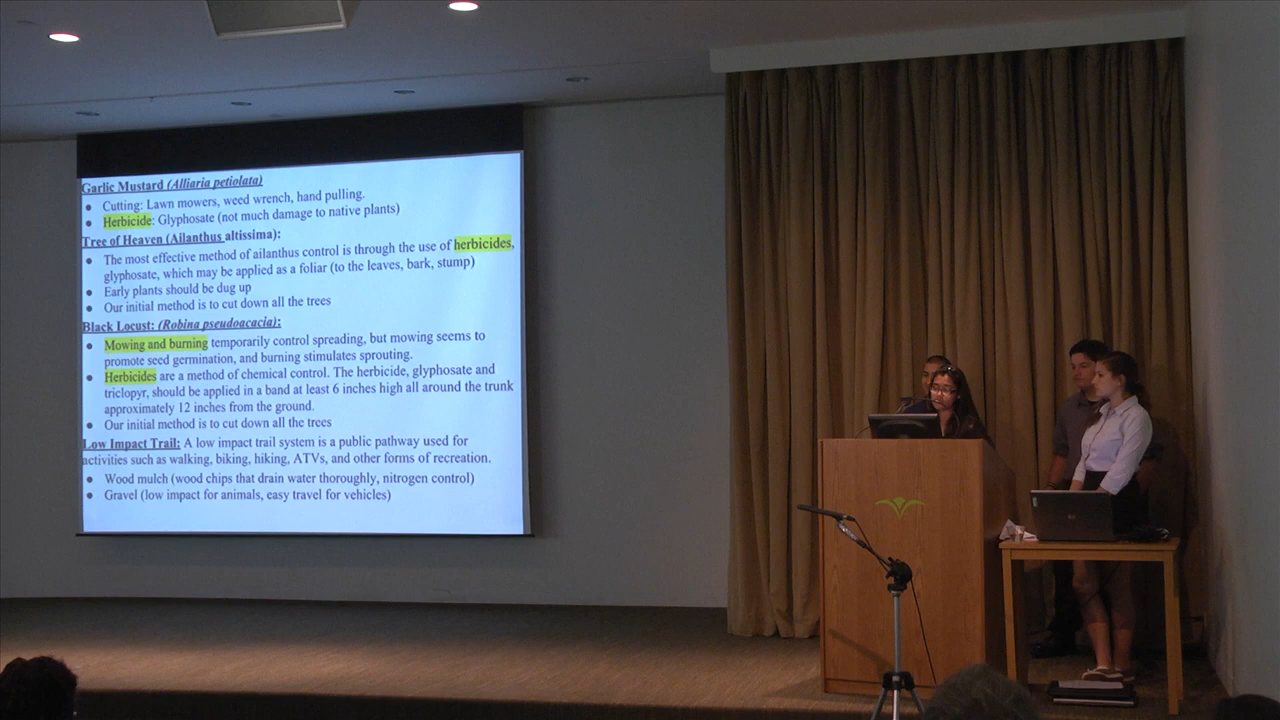 Garlic Mustard (Alliaria petiolata)
● Cutting: Lawn mowers, weed wrench, hand pulling.
● Herbicide: Glyphosate (not much damage to native plants)
Tree of Heaven (Ailanthus altissima):
● The most effective method of ailanthus control is through the use of herbicides,
glyphosate, which may be applied as a foliar (to the leaves, bark, stump)
● Early plants should be dug up
● Our initial method is to cut down all the trees
Black Locust: (Robina pseudoacacia):
● Mowing and burning temporarily control spreading, but mowing seems to
promote seed germination, and burning stimulates sprouting.
● Herbicides are a method of chemical control. The herbicide, glyphosate and
triclopyr, should be applied in a band at least 6 inches high all around the trunk
approximately 12 inches from the ground.
● Our initial method is to cut down all the trees
Low Impact Trail: A low impact trail system is a public pathway used for
activities such as walking, biking, hiking, ATVs, and other forms of recreation.
● Wood mulch (wood chips that drain water thoroughly, nitrogen control)
● Gravel (low impact for animals, easy travel for vehicles)